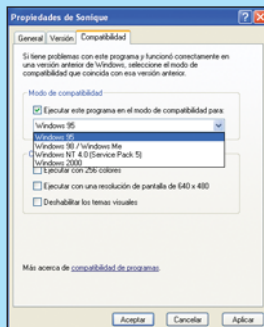 Propiedades de Sonique
General Versión Compatibilidad
Si tiene problemas con este programa y funcionó correctamente en
una versión anterior de Windows, seleccione el modo de
compatibilidad que coincida con esa versión anterior.
Modo de compatibilidad
Ejecutar este programa en el modo de compatibilidad para:
Windows 95
Windows 95
Windows 98 / Windows Me
Windows NT 4.0 (Service Pack 5)
Windows 2000
Ejecutar con 256 colores
Ejecutar con una resolución de pantalla de 640 x 480
Deshabilitar los temas visuales
Más acerca de compatibilidad de programas.
Aceptar Cancelar Aplicar